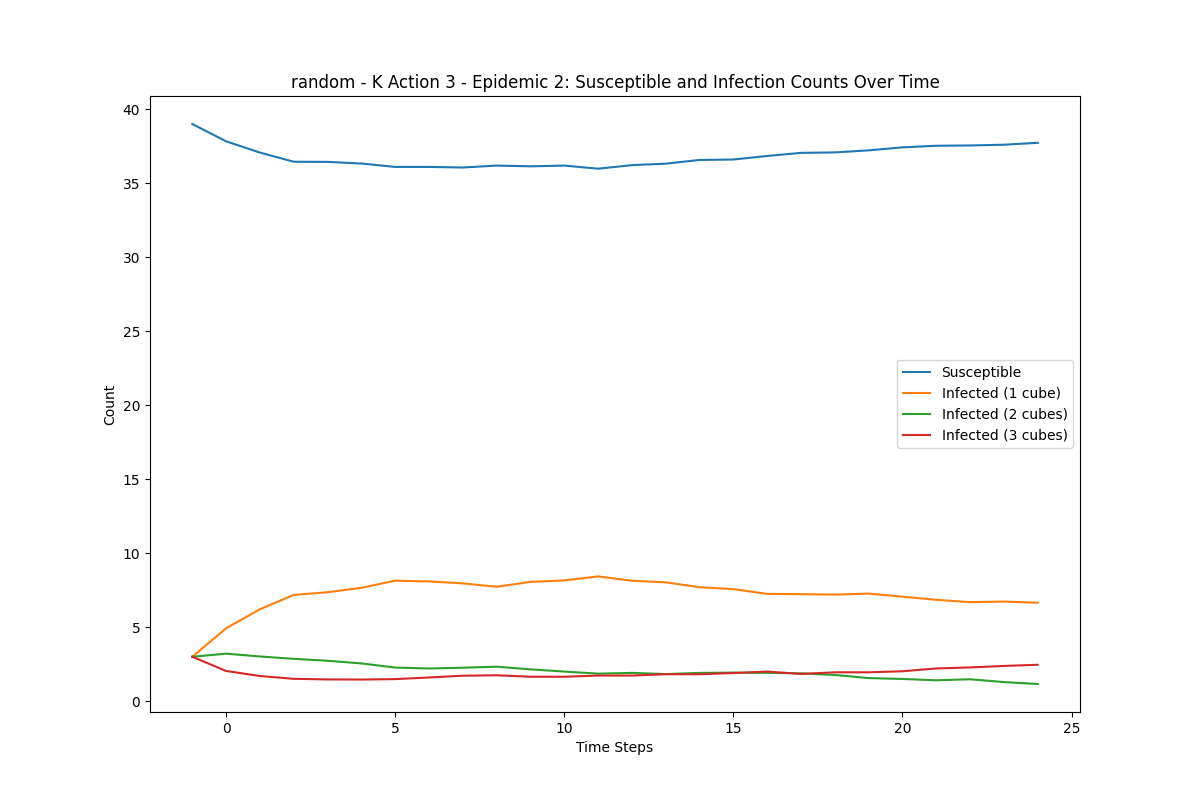 random - K Action 3 - Epidemic 2: Susceptible and Infection Counts Over Time
40
35
30
25
20
15
10
5
0
Count
Susceptible
Infected (1 cube)
Infected (2 cubes)
Infected (3 cubes)
0 5 10 15 20 25
Time Steps